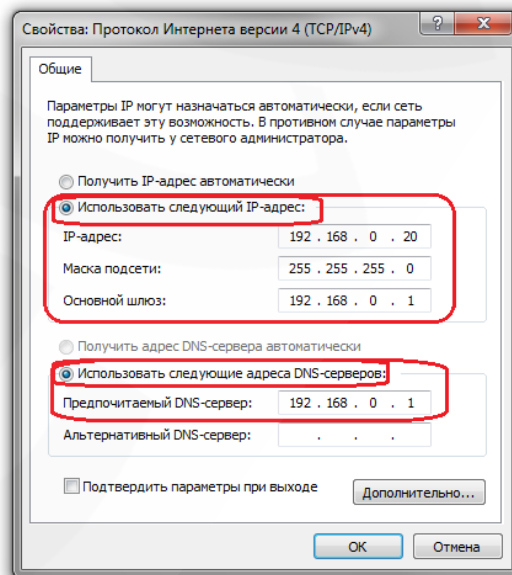 Свойства: Протокол Интернета версии 4 (TCP/IPv4)
?
Общие
Параметры IP могут назначаться автоматически, если сеть
поддерживает эту возможность. В противном случае параметры
IP можно получить у сетевого администратора.
Получить IP-адрес автоматически
Использовать следующий IP-адрес:
IP-адрес: 192 . 168 . 0 . 20
Маска подсети: 255 . 255 . 255 . 0
Основной шлюз: 192 . 168 . 0 . 1
Получить адрес DNS-сервера автоматически
Использовать следующие адреса DNS-серверов:
Предпочитаемый DNS-сервер: 192 . 168 . 0 . 1
Альтернативный DNS-сервер: . . .
Подтвердить параметры при выходе
Дополнительно...
ОК Отмена